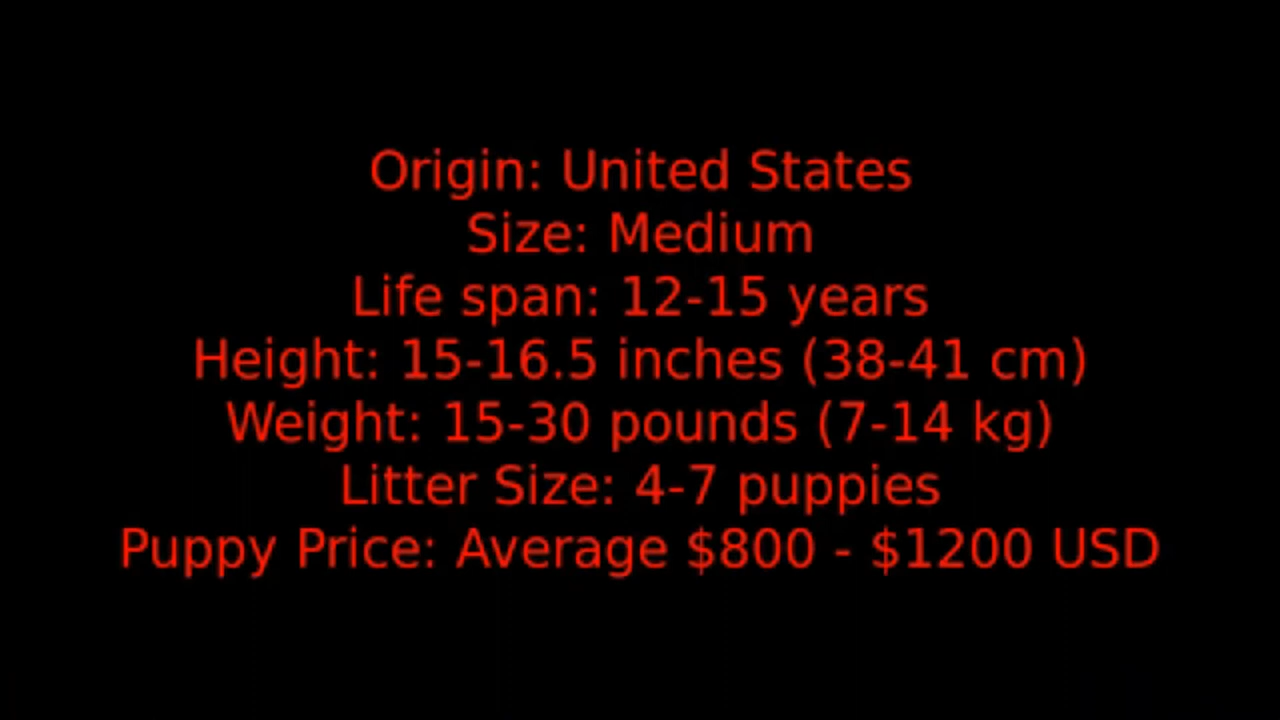 Origin: United States
Size: Medium
Life span: 12-15 years
Height: 15-16.5 inches (38-41 cm)
Weight: 15-30 pounds (7-14 kg)
Litter Size: 4-7 puppies
Puppy Price: Average $800 - $1200 USD